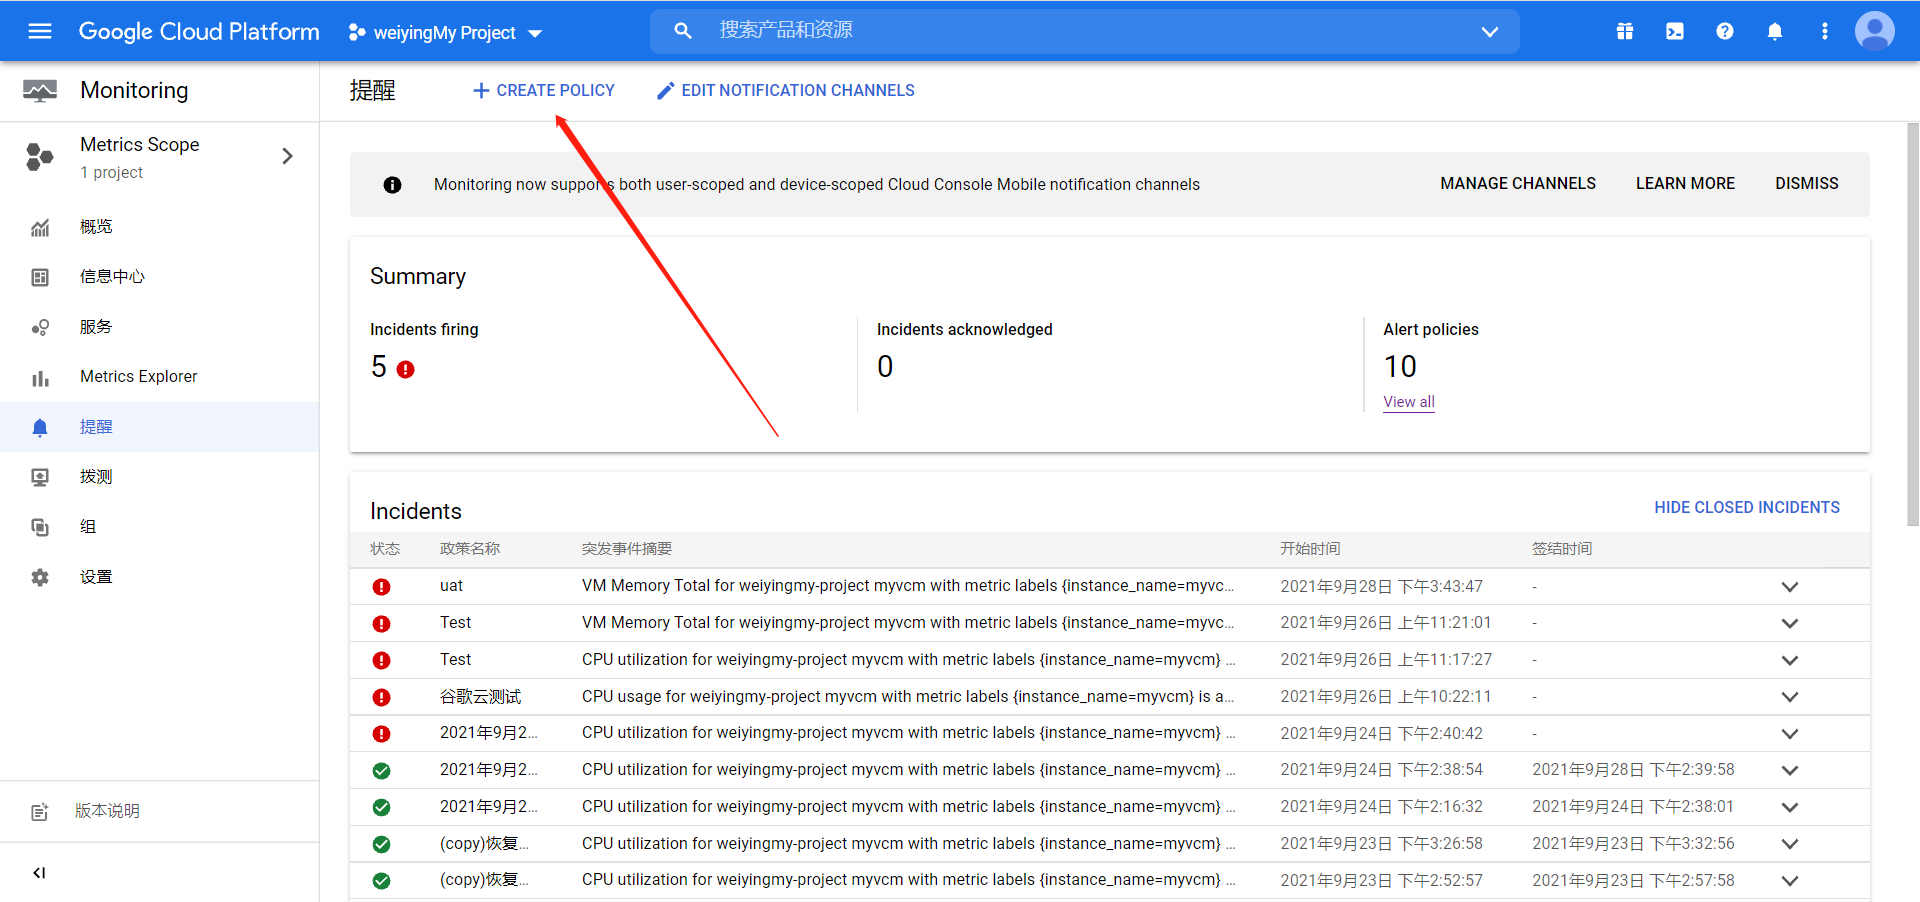 Google Cloud Platform
weiyingMy Project
搜索产品和资源
Monitoring
提醒
CREATE POLICY
EDIT NOTIFICATION CHANNELS
Metrics Scope
1 project
概览
信息中心
服务
Metrics Explorer
提醒
拨测
组
设置
版本说明
Monitoring now supports both user-scoped and device-scoped Cloud Console Mobile notification channels
MANAGE CHANNELS
LEARN MORE
DISMISS
Summary
Incidents firing
5
Incidents acknowledged
0
Alert policies
10
View all
Incidents
HIDE CLOSED INCIDENTS
状态 政策名称 突发事件摘要 开始时间 签结时间
uat VM Memory Total for weiyingmy-project myvcm with metric labels {instance_name=myvc... 2021年9月28日 下午3:43:47 -
Test VM Memory Total for weiyingmy-project myvcm with metric labels {instance_name=myvc... 2021年9月26日 上午11:21:01 -
Test CPU utilization for weiyingmy-project myvcm with metric labels {instance_name=myvcm} ... 2021年9月26日 上午11:17:27 -
谷歌云测试 CPU usage for weiyingmy-project myvcm with metric labels {instance_name=myvcm} is a... 2021年9月26日 上午10:22:11 -
2021年9月2... CPU utilization for weiyingmy-project myvcm with metric labels {instance_name=myvcm} ... 2021年9月24日 下午2:40:42 -
2021年9月2... CPU utilization for weiyingmy-project myvcm with metric labels {instance_name=myvcm} ... 2021年9月24日 下午2:38:54 2021年9月28日 下午2:39:58
2021年9月2... CPU utilization for weiyingmy-project myvcm with metric labels {instance_name=myvcm} ... 2021年9月24日 下午2:16:32 2021年9月24日 下午2:38:01
(copy)恢复... CPU utilization for weiyingmy-project myvcm with metric labels {instance_name=myvcm} ... 2021年9月23日 下午3:26:58 2021年9月23日 下午3:32:56
(copy)恢复... CPU utilization for weiyingmy-project myvcm with metric labels {instance_name=myvcm} ... 2021年9月23日 下午2:52:57 2021年9月23日 下午2:57:58